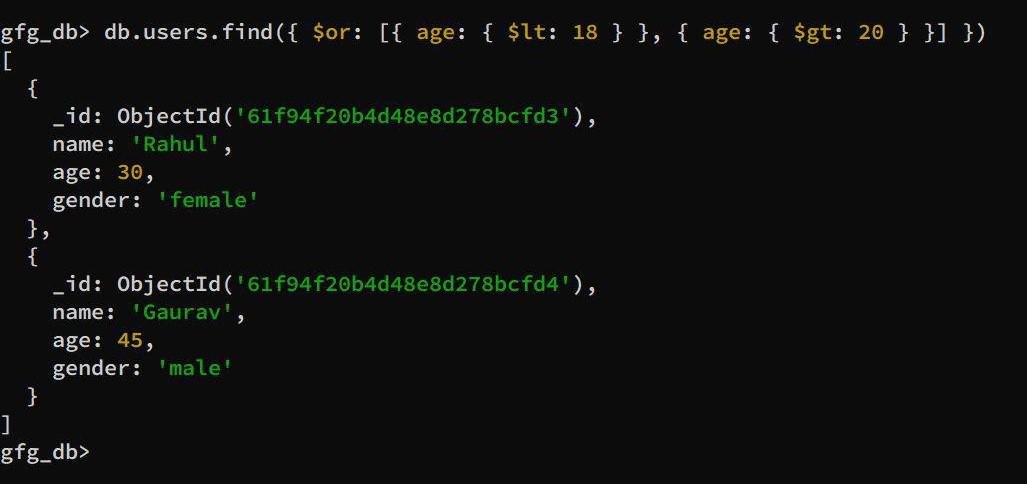 gfg_db> db.users.find({ $or: [{ age: { $lt: 18 } }, { age: { $gt: 20 } }] })
[
  {
    _id: ObjectId('61f94f20b4d48e8d278bcfd3'),
    name: 'Rahul',
    age: 30,
    gender: 'female'
  },
  {
    _id: ObjectId('61f94f20b4d48e8d278bcfd4'),
    name: 'Gaurav',
    age: 45,
    gender: 'male'
  }
]
gfg_db>